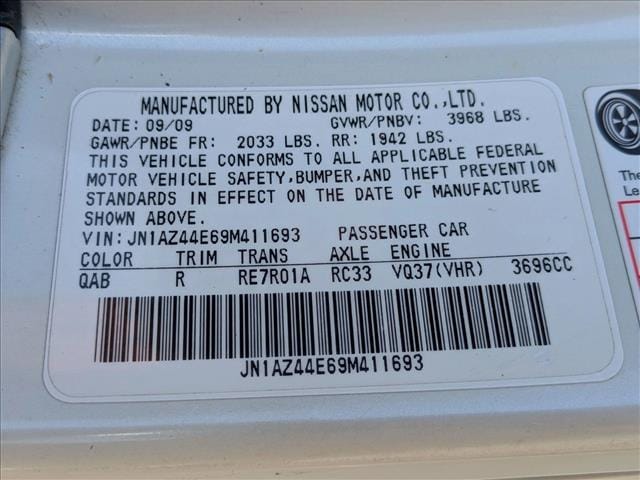 MANUFACTURED BY NISSAN MOTOR CO.,LTD.
DATE: 09/09 GVWR/PNBV: 3968 LBS.
GAWR/PNBE FR: 2033 LBS. RR: 1942 LBS.
THIS VEHICLE CONFORMS TO ALL APPLICABLE FEDERAL
MOTOR VEHICLE SAFETY,BUMPER,AND THEFT PREVENTION
STANDARDS IN EFFECT ON THE DATE OF MANUFACTURE
SHOWN ABOVE.
VIN:JN1AZ44E69M411693 PASSENGER CAR
COLOR TRIM TRANS AXLE ENGINE
QAB R RE7R01A RC33 VQ37(VHR) 3696CC
JN1AZ44E69M411693
The
Le